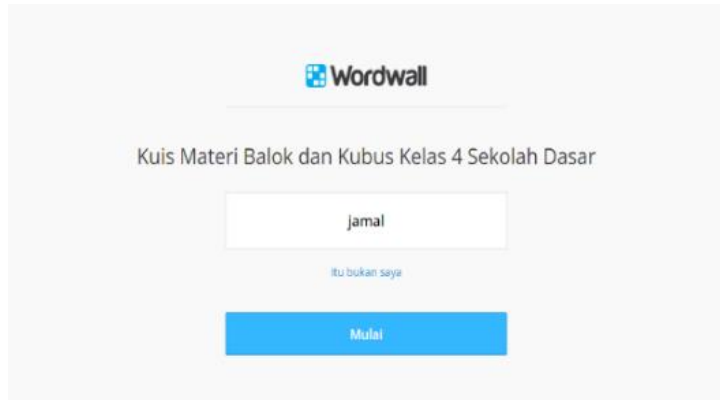 Wordwall
Kuis Materi Balok dan Kubus Kelas 4 Sekolah Dasar
jamal
Itu bukan saya
Mulai